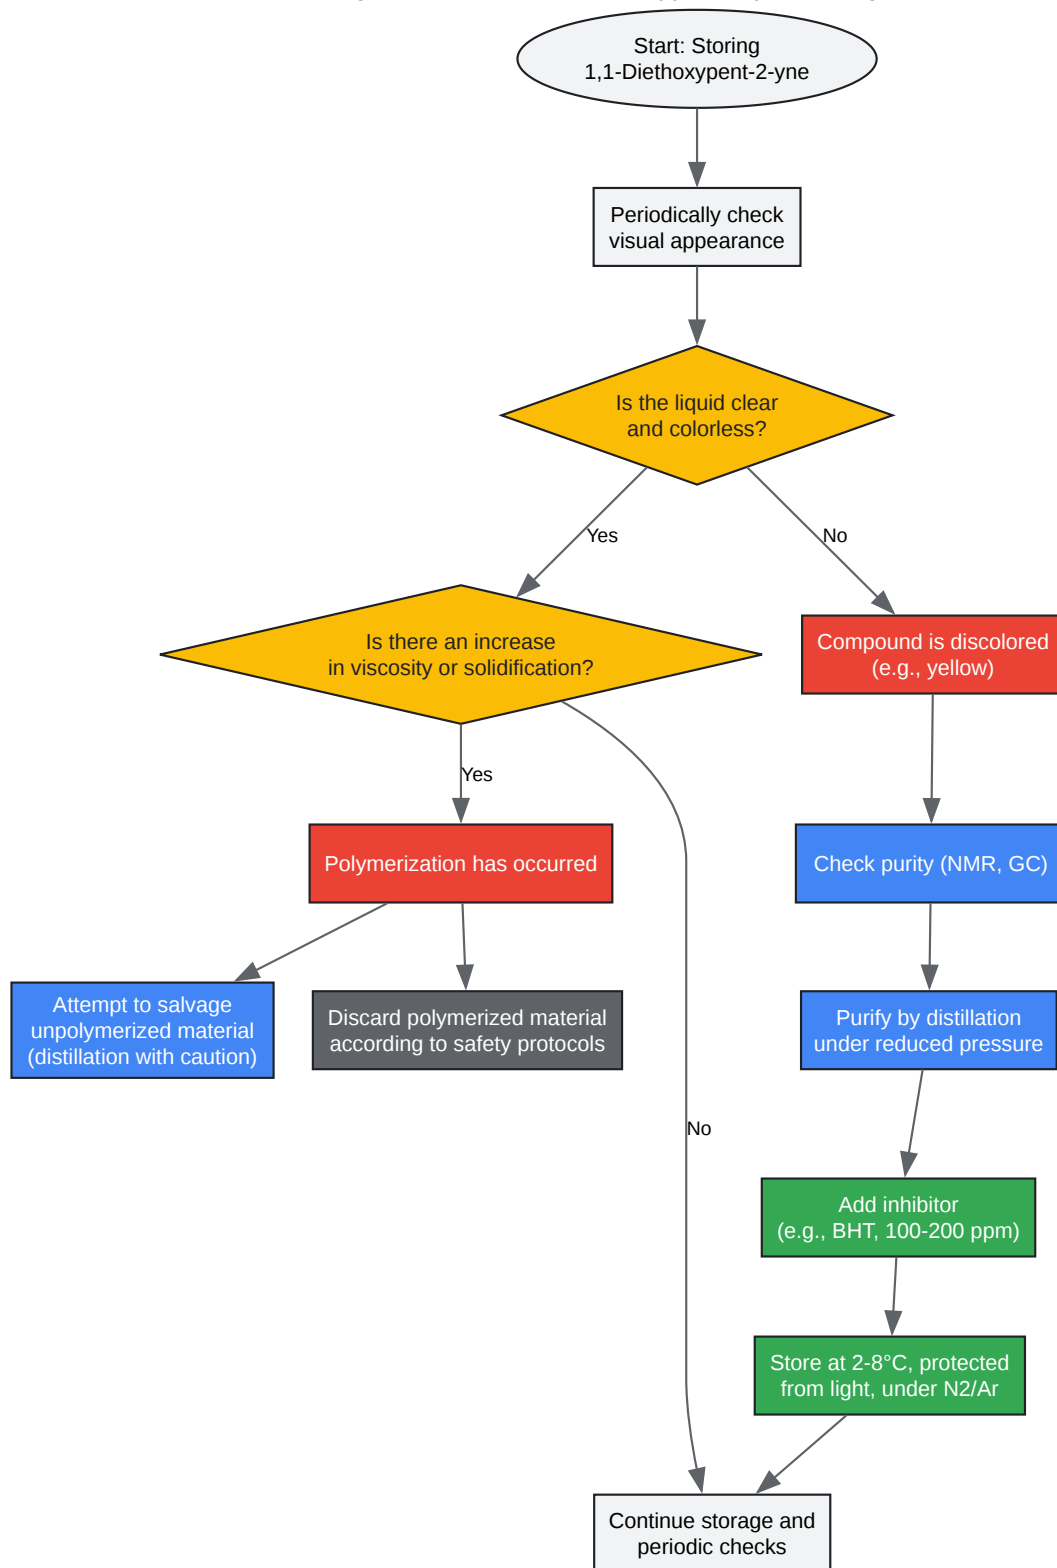 Start: Storing
1,1-Diethoxypent-2-yne
Periodically check
visual appearance
Is the liquid clear
and colorless?
Yes
No
Is there an increase
in viscosity or solidification?
Compound is discolored
(e.g., yellow)
Yes
Polymerization has occurred
Check purity (NMR, GC)
Attempt to salvage
unpolymerized material
(distillation with caution)
Discard polymerized material
according to safety protocols
Purify by distillation
under reduced pressure
No
Add inhibitor
(e.g., BHT, 100-200 ppm)
Store at 2-8°C, protected
from light, under N2/Ar
Continue storage and
periodic checks